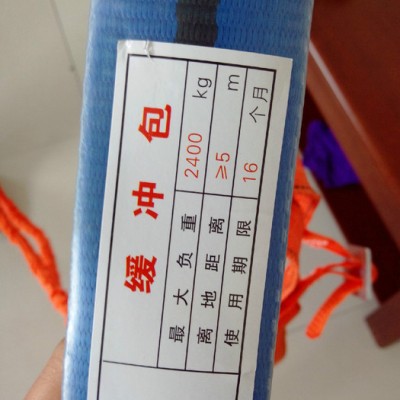 缓冲包
最大负重 2400 kg
离地距离 ≥5 m
使用期限 16 个月